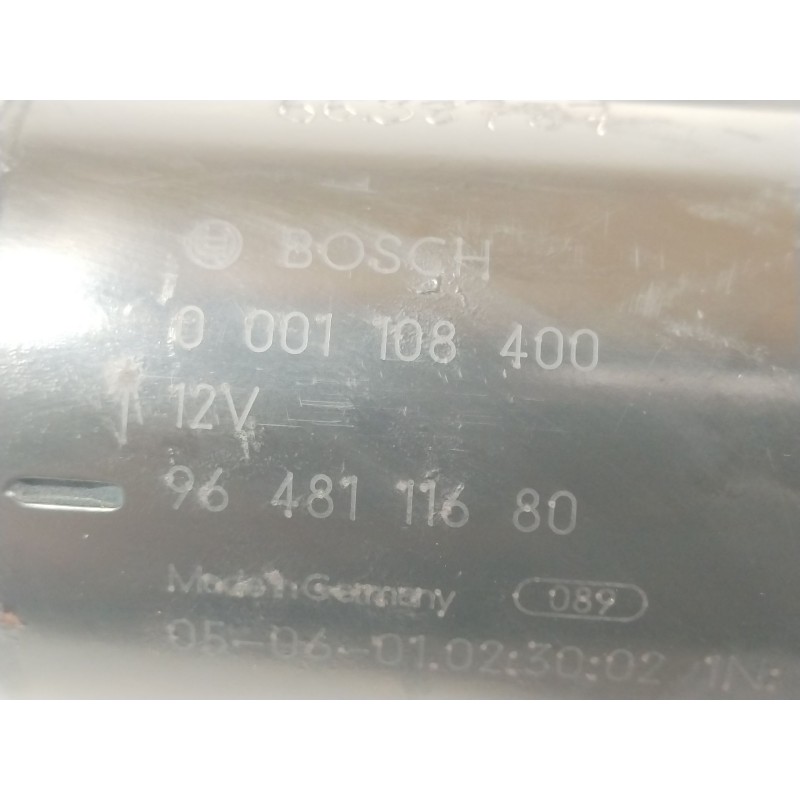 BOSCH
0 001 108 400
12V
96 481 116 80
Made in Germany 089
05-06-01.02:30:02 1N: